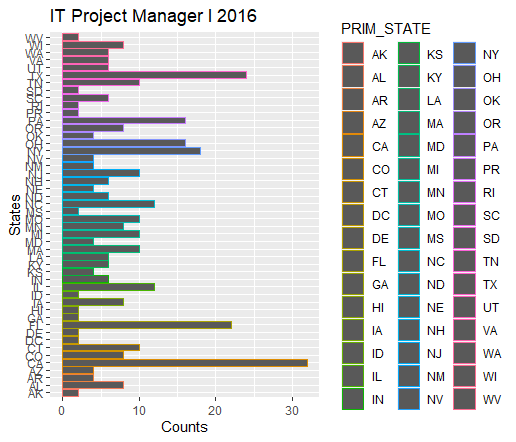 IT Project Manager I 2016
States
WV
WI
WA
VA
UT
TX
TN
SD
SC
RI
PR
PA
OR
OK
OH
NY
NV
NM
NJ
NH
NE
ND
NC
MS
MO
MN
MI
MD
MA
LA
KY
KS
IN
IL
ID
IA
HI
GA
FL
DE
DC
CT
CO
CA
AZ
AR
AL
AK
0 10 20 30
Counts
PRIM_STATE
AK KS NY
AL KY OH
AR LA OK
AZ MA OR
CA MD PA
CO MI PR
CT MN RI
DC MO SC
DE MS SD
FL NC TN
GA ND TX
HI NE UT
IA NH VA
ID NJ WA
IL NM WI
IN NV WV